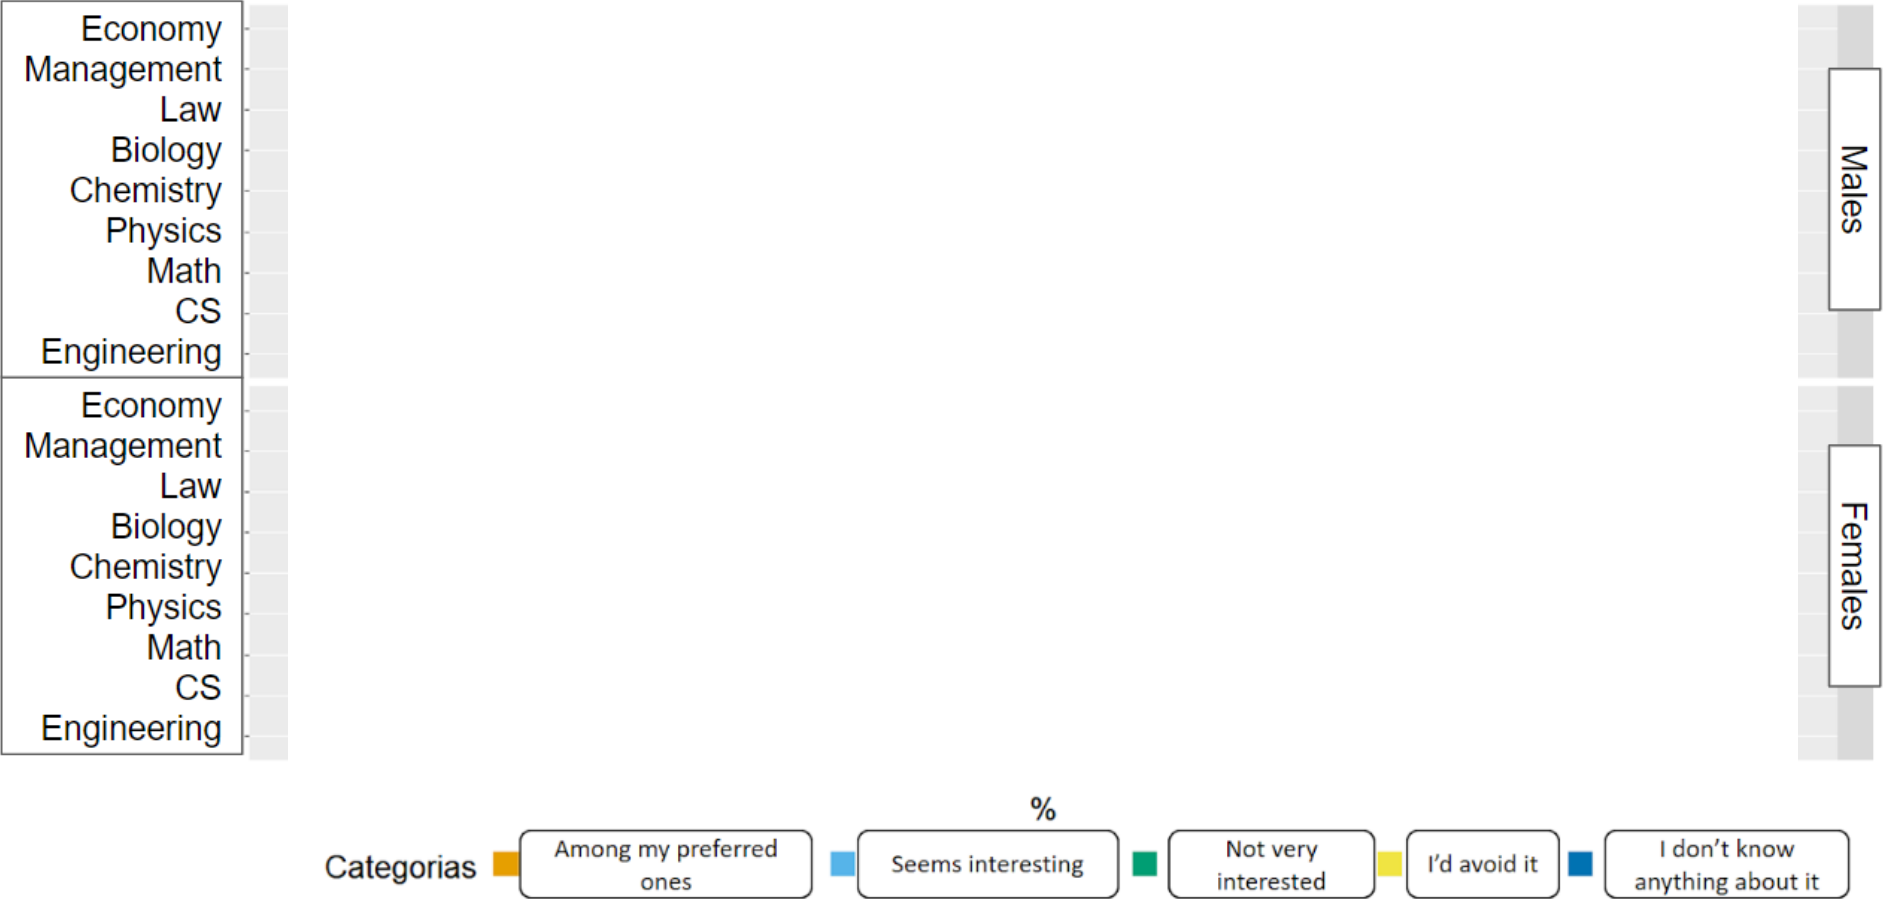 Economy
Management
Law
Biology
Chemistry
Physics
Math
CS
Engineering
Males
Economy
Management
Law
Biology
Chemistry
Physics
Math
CS
Engineering
Females
%
Categorias
Among my preferred
ones
Seems interesting
Not very
interested
I'd avoid it
I don't know
anything about it